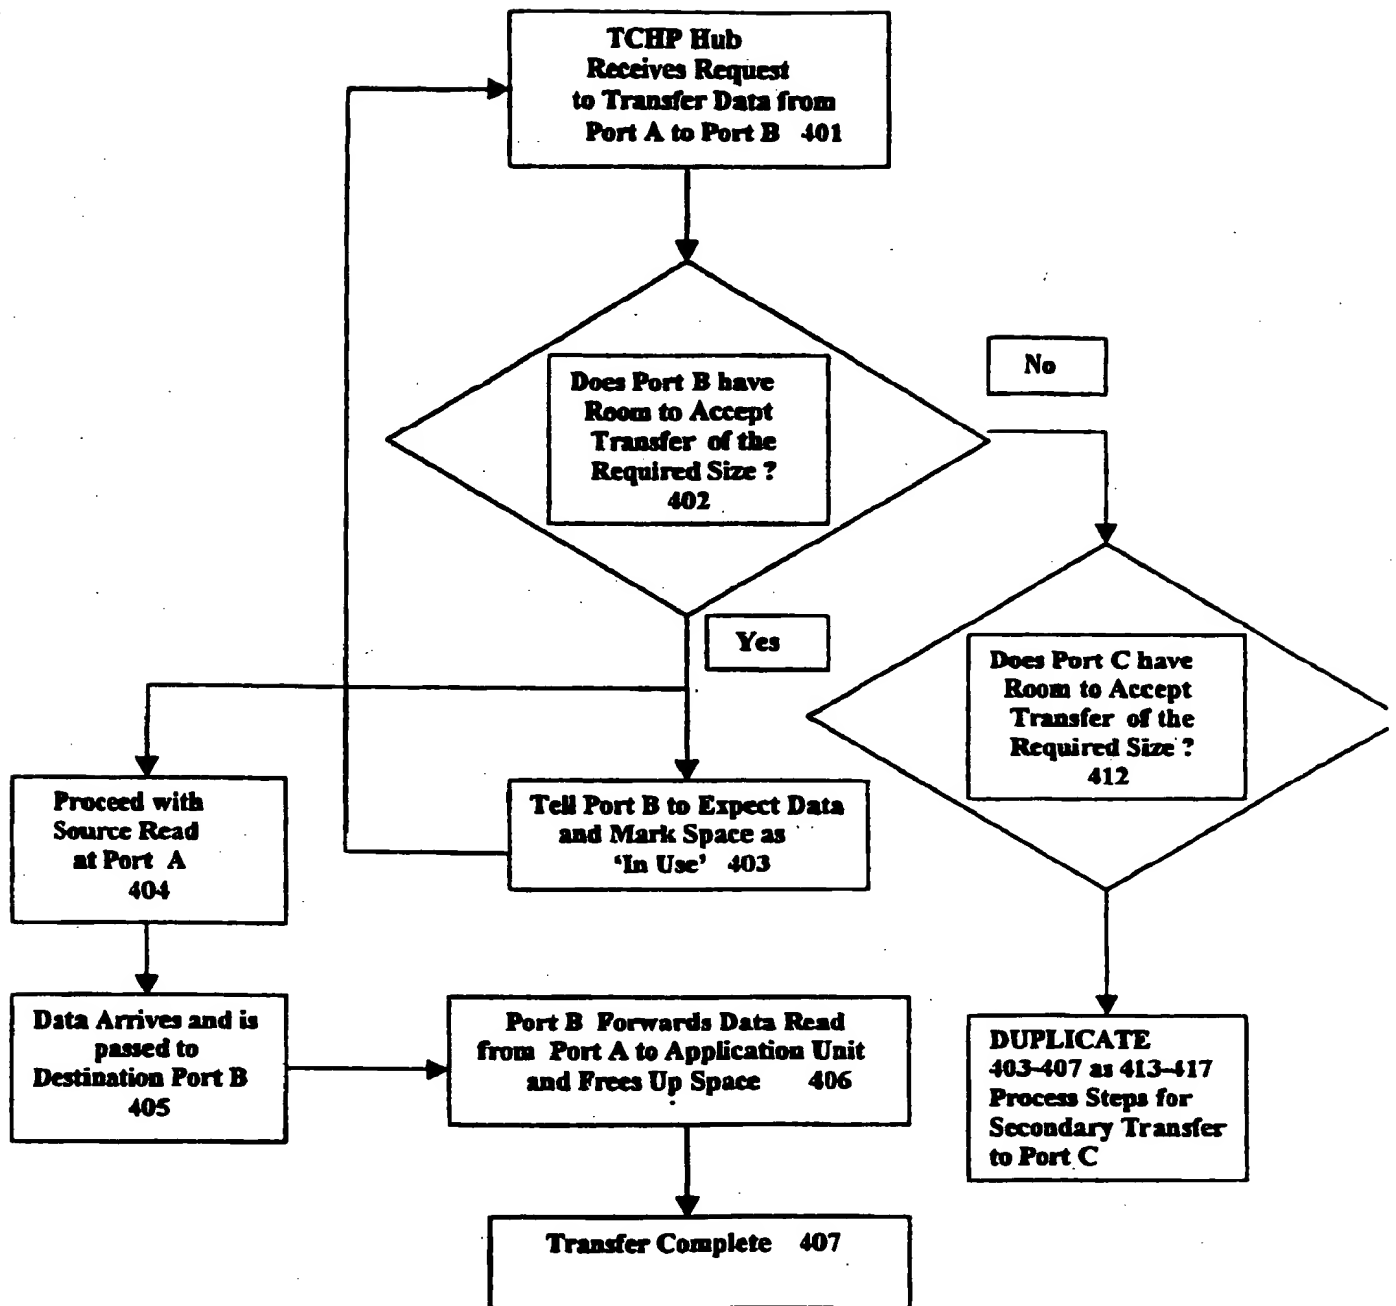 TCHP Hub
Receives Request
to Transfer Data from
Port A to Port B 401
Does Port B have
Room to Accept
Transfer of the
Required Size ?
402
No
Yes
Does Port C have
Room to Accept
Transfer of the
Required Size ?
412
Proceed with
Source Read
at Port A
404
Tell Port B to Expect Data
and Mark Space as
‘In Use’ 403
Data Arrives and is
passed to
Destination Port B
405
Port B Forwards Data Read
from Port A to Application Unit
and Frees Up Space 406
DUPLICATE
403-407 as 413-417
Process Steps for
Secondary Transfer
to Port C
Transfer Complete 407